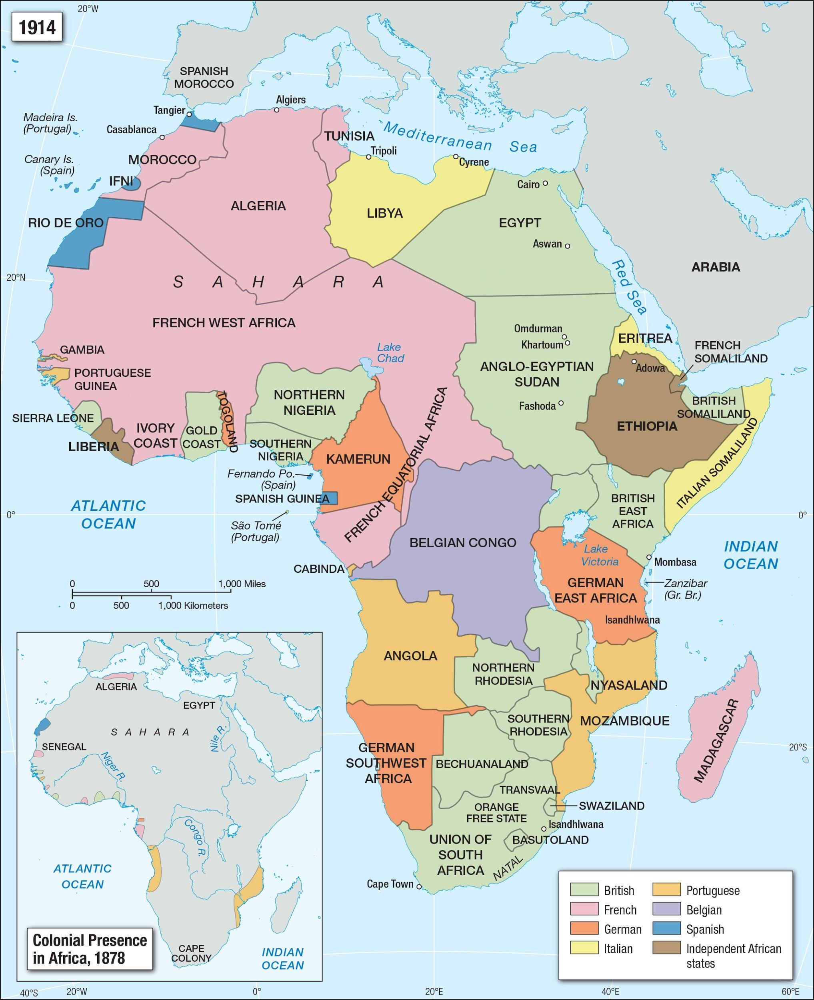 20°W
1914
SPANISH
MOROCCO
Algiers
Tangier
Madeira Is.
(Portugal)
Casablanca
TUNISIA
Mediterranean Sea
Tripoli
Canary Is.
(Spain)
MOROCCO
Cyrene
IFNI
Cairo
ALGERIA
LIBYA
EGYPT
RIO DE ORO
Aswan
ARABIA
Red Sea
20°N
S A H A R A
FRENCH WEST AFRICA
Omdurman
Khartoum
ERITREA
FRENCH
SOMALILAND
GAMBIA
Lake
Chad
Adowa
ANGLO-EGYPTIAN
SUDAN
PORTUGUESE
GUINEA
NORTHERN
NIGERIA
TOGOLAND
Fashoda
BRITISH
SOMALILAND
SIERRA LEONE
IVORY
COAST
GOLD
COAST
ETHIOPIA
LIBERIA
SOUTHERN
NIGERIA
KAMERUN
FRENCH EQUATORIAL AFRICA
ITALIAN SOMALILAND
Fernando Po.
(Spain)
SPANISH GUINEA
BRITISH
EAST
AFRICA
ATLANTIC
OCEAN
0°
0°
São Tomé
(Portugal)
BELGIAN CONGO
Lake
Victoria
INDIAN
OCEAN
Mombasa
CABINDA
GERMAN
EAST AFRICA
Zanzibar
(Gr. Br.)
0 500 1,000 Miles
0 500 1,000 Kilometers
Isandhlwana
ANGOLA
NORTHERN
RHODESIA
NYASALAND
SOUTHERN
RHODESIA
MOZAMBIQUE
MADAGASCAR
20°S
GERMAN
SOUTHWEST
AFRICA
BECHUANALAND
TRANSVAAL
SWAZILAND
ORANGE
FREE STATE
Isandhlwana
BASUTOLAND
UNION OF
SOUTH
AFRICA
NATAL
Cape Town
ALGERIA
EGYPT
S A H A R A
Nile R.
SENEGAL
Niger R.
Congo R.
ATLANTIC
OCEAN
Colonial Presence
in Africa, 1878
CAPE
COLONY
INDIAN
OCEAN
British
French
German
Italian
Portuguese
Belgian
Spanish
Independent African
states
40°S
20°W
0°
20°E
40°E
60°E